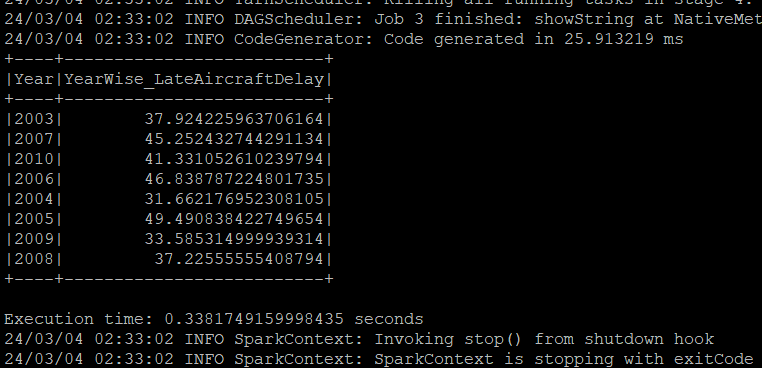 24/03/04 02:33:02 INFO YarnScheduler: Killing all running tasks in stage 4:
24/03/04 02:33:02 INFO DAGScheduler: Job 3 finished: showString at NativeMet
24/03/04 02:33:02 INFO CodeGenerator: Code generated in 25.913219 ms
+----+--------------------------+
|Year|YearWise_LateAircraftDelay|
+----+--------------------------+
|2003|        37.924225963706164|
|2007|        45.252432744291134|
|2010|        41.331052610239794|
|2006|        46.838787224801735|
|2004|        31.662176952308105|
|2005|        49.490838422749654|
|2009|        33.585314999939314|
|2008|         37.22555555408794|
+----+--------------------------+
Execution time: 0.3381749159998435 seconds
24/03/04 02:33:02 INFO SparkContext: Invoking stop() from shutdown hook
24/03/04 02:33:02 INFO SparkContext: SparkContext is stopping with exitCode